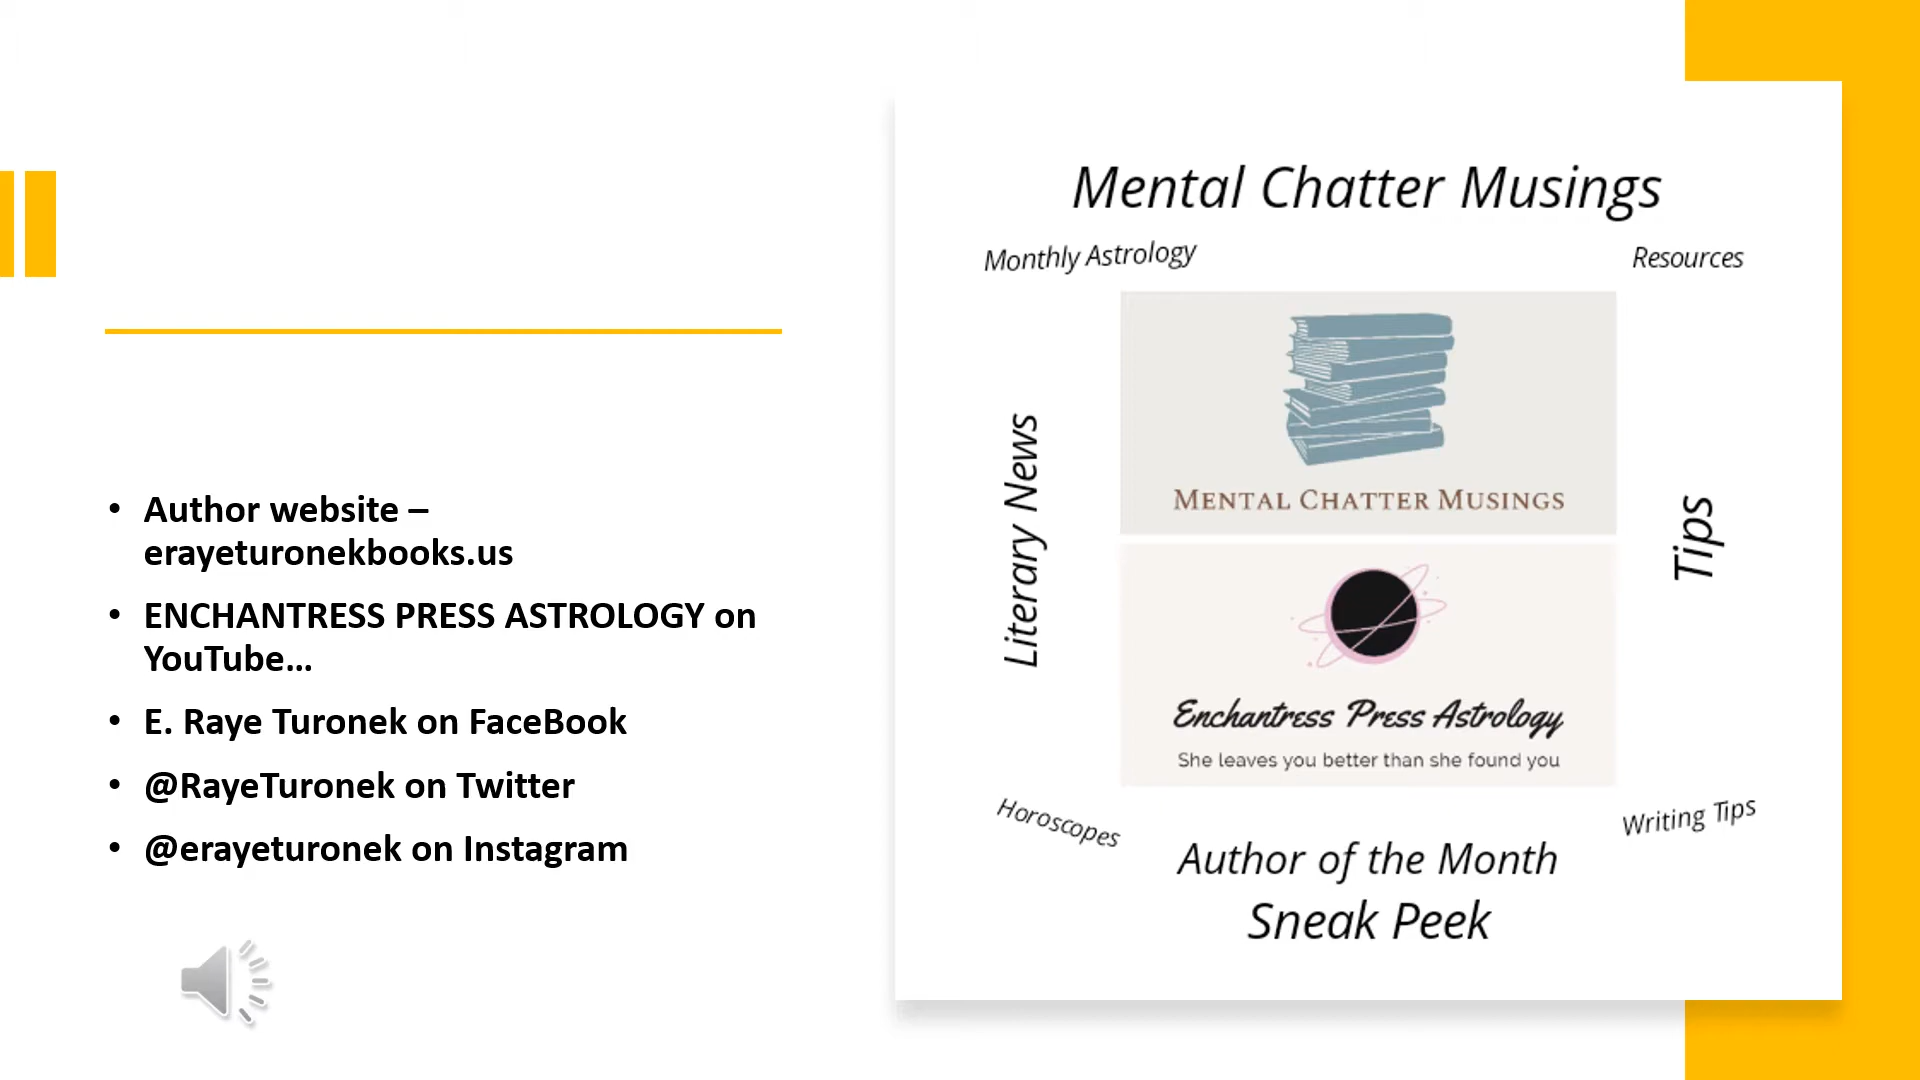 • Author website –
erayeturonekbooks.us
• ENCHANTRESS PRESS ASTROLOGY on
YouTube...
• E. Raye Turonek on FaceBook
• @RayeTuronek on Twitter
• @erayeturonek on Instagram
Mental Chatter Musings
Monthly Astrology
Resources
Literary News
MENTAL CHATTER MUSINGS
Tips
Enchantress Press Astrology
She leaves you better than she found you
Horoscopes
Writing Tips
Author of the Month
Sneak Peek